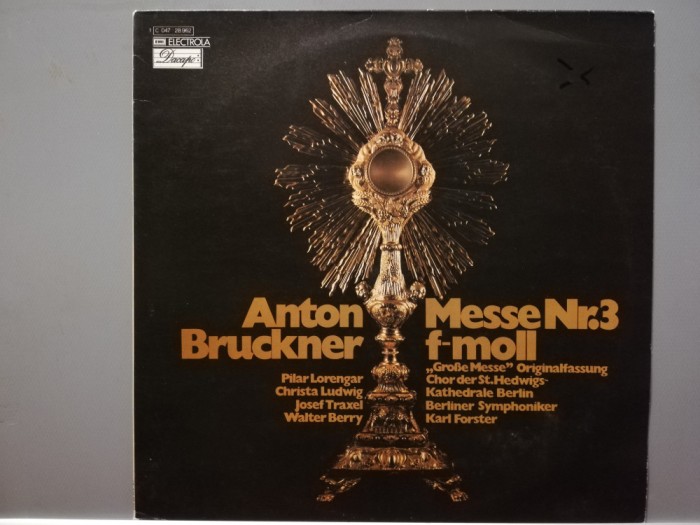 1 C 047-28 962
EMI ELECTROLA
Dacapo
Anton
Bruckner
Messe Nr.3
f-moll
„Große Messe” Originalfassung
Pilar Lorengar
Christa Ludwig
Josef Traxel
Walter Berry
Chor der St. Hedwigs-
Kathedrale Berlin
Berliner Symphoniker
Karl Forster